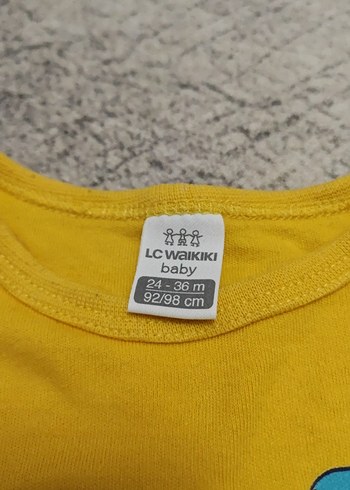 LC WAIKIKI
baby
24 - 36 m
92/98 cm